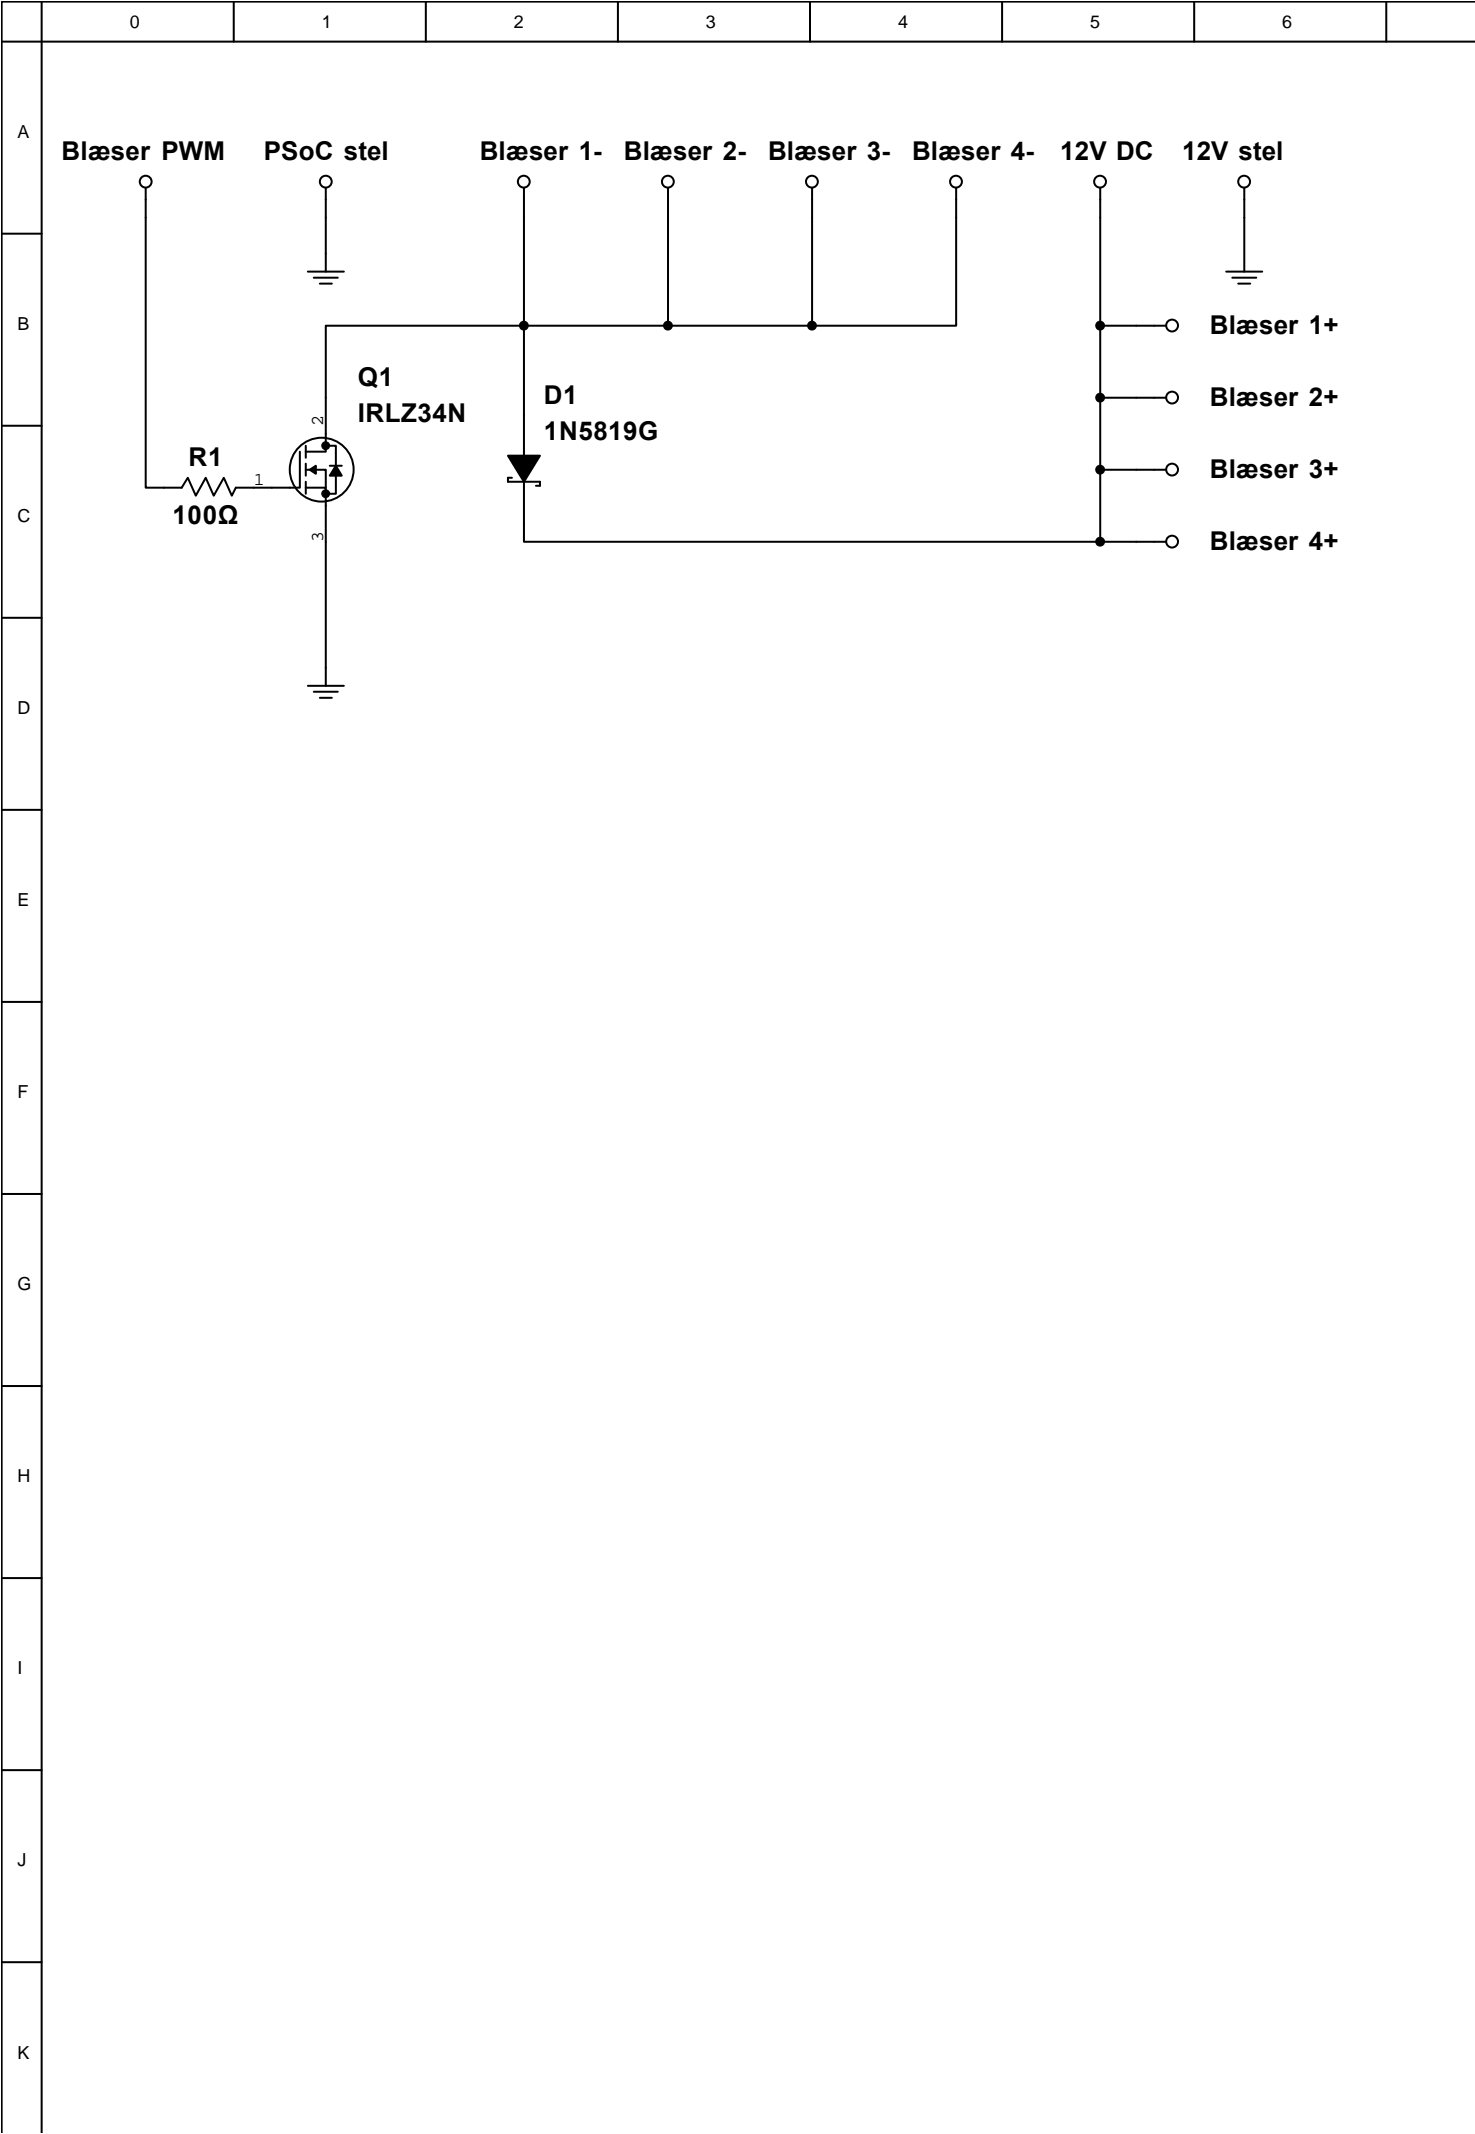 0 1 2 3 4 5 6
A
Blæser PWM PSoC stel Blæser 1- Blæser 2- Blæser 3- Blæser 4- 12V DC 12V stel
B
Blæser 1+
Q1
D1
Blæser 2+
2
IRLZ34N
1N5819G
R1
1
Blæser 3+
100Ω
C
3
Blæser 4+
D
E
F
G
H
I
J
K